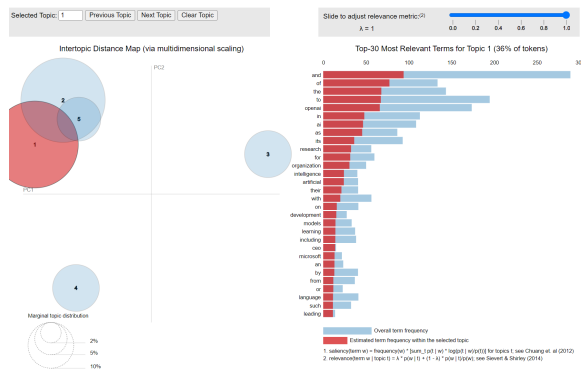 Selected Topic: 1 Previous Topic Next Topic Clear Topic
Slide to adjust relevance metric:(2)
λ = 1
0.0 0.2 0.4 0.6 0.8 1.0
Intertopic Distance Map (via multidimensional scaling)
PC2
PC1
1
2
5
3
4
Marginal topic distribution
2%
5%
10%
Top-30 Most Relevant Terms for Topic 1 (36% of tokens)
0 50 100 150 200 250
and
of
the
to
openai
in
ai
as
its
research
for
organization
intelligence
artificial
their
with
on
development
models
learning
including
ceo
microsoft
an
by
from
or
language
such
leading
Overall term frequency
Estimated term frequency within the selected topic
1. saliency(term w) = frequency(w) * [sum_t p(t | w) * log(p(t | w)/p(t))] for topics t; see Chuang et. al (2012)
2. relevance(term w | topic t) = λ * p(w | t) + (1 - λ) * p(w | t)/p(w); see Sievert & Shirley (2014)